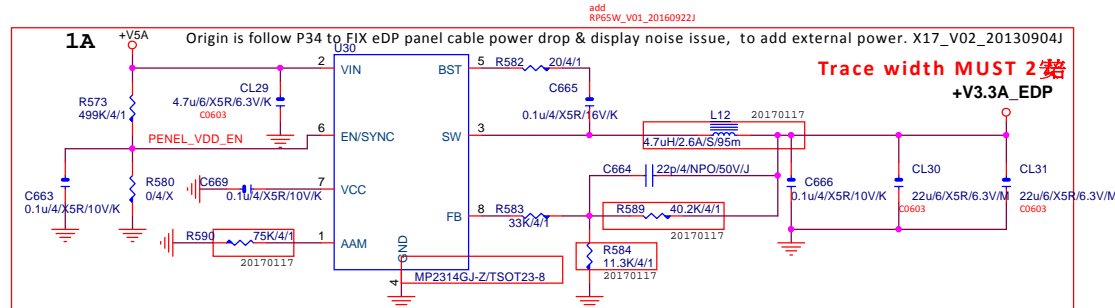 add
RP65W_V01_20160922J
1A
+V5A
Origin is follow P34 to FIX eDP panel cable power drop & display noise issue, to add external power. X17_V02_20130904J
U30
Trace width MUST 2
+V3.3A_EDP
2
VIN
BST
5
R582
20/4/1
CL29
4.7u/6/X5R/6.3V/K
C0603
R573
499K/4/1
C665
0.1u/4/X5R/16V/K
L12
20170117
4.7uH/2.6A/S/95m
PENEL_VDD_EN
6
EN/SYNC
SW
3
C664
22p/4/NPO/50V/J
C663
0.1u/4/X5R/10V/K
R580
0/4/X
C669
0.1u/4/X5R/10V/K
7
VCC
C666
0.1u/4/X5R/10V/K
CL30
22u/6/X5R/6.3V/M
C0603
CL31
22u/6/X5R/6.3V/M
C0603
FB
8
R583
33K/4/1
R589
40.2K/4/1
20170117
R590
75K/4/1
20170117
1
AAM
GND
4
MP2314GJ-Z/TSOT23-8
R584
11.3K/4/1
20170117